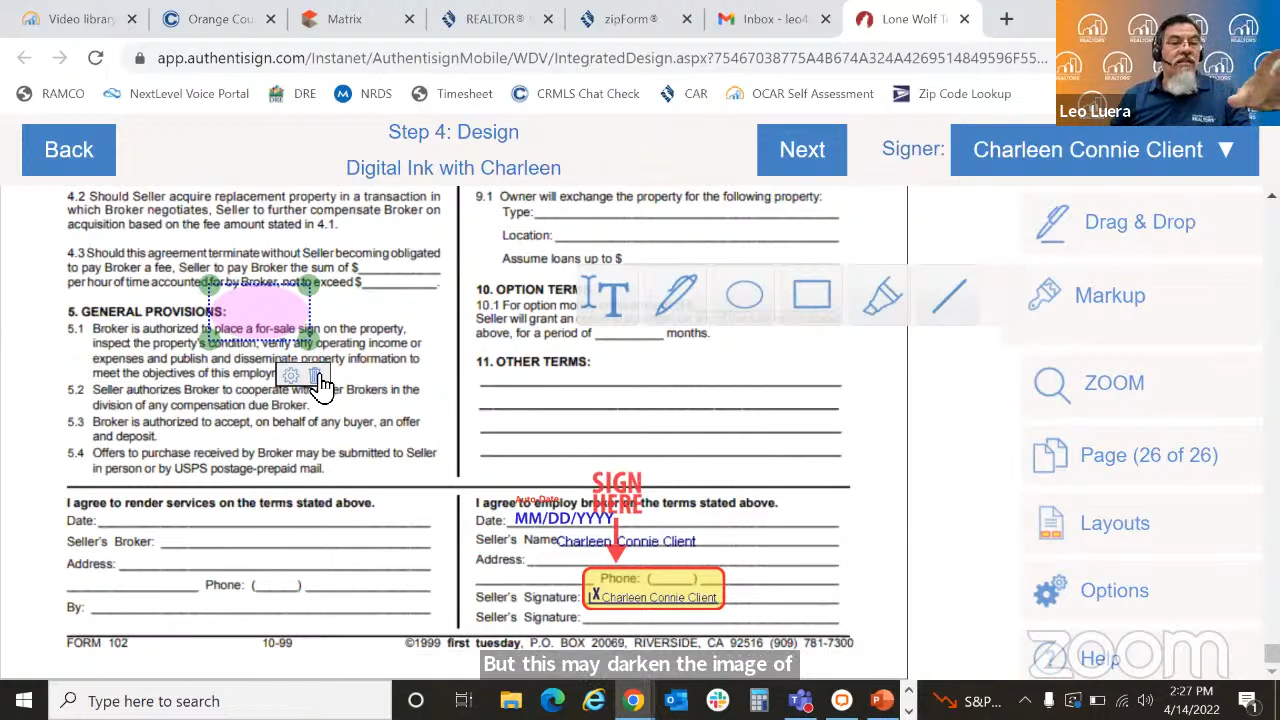 Video library
Orange Cou
Matrix
REALTOR®
zipForm®
Inbox - leo4
Lone Wolf Te
app.authentisign.com/Instanet/Authentisign/IDE/WDV/IntegratedDesign.aspx?75467038775A4B674A324A4269514849596F55...
RAMCO
NextLevel Voice Portal
DRE
NRDS
Timesheet
CRMLS Chat Check
CAR
OCAR Self Assessment
Zip Code Lookup
Leo Luera
Back
Step 4: Design
Digital Ink with Charleen
Next
Signer:
Charleen Connie Client ▼
4.2 Should Seller acquire replacement property in a transaction in
which Broker negotiates, Seller to further compensate Broker on
acquisition based on the fee amount stated in 4.1.
4.3 Should this agreement terminate without Seller becoming obligated
to pay Broker a fee, Seller to pay Broker the sum of $
per hour of time accounted for by Broker, not to exceed $
5. GENERAL PROVISIONS:
5.1 Broker is authorized to place a for-sale sign on the property,
inspect the property's condition, verify any operating income or
expenses and publish and disseminate property information to
meet the objectives of this employ
5.2 Seller authorizes Broker to cooperate with other Brokers in the
division of any compensation due Broker.
5.3 Broker is authorized to accept, on behalf of any buyer, an offer
and deposit.
5.4 Offers to purchase received by Broker may be submitted to Seller
in person or by USPS postage-prepaid mail.
I agree to render services on the terms stated above.
Date:
Seller's Broker:
Address:
Phone: (      )
By:
9.1 Owner will exchange the property for the following property:
Type:
Location:
Assume loans up to $
10. OPTION TER
10.1 For option mo
Seller will grant an
above, for a period of            months.
11. OTHER TERMS:
SIGN
HERE
Auto-Date
I agree to employ broker on the terms stated above.
Date: MM/DD/YYYY
Seller's Name Charleen Connie Client
Address:
Phone: (      )
Seller's Signature: X Charleen Connie Client
Seller's Signature:
FORM 102 10-99 ©1999 first tuesday, P.O. BOX 20069, RIVERSIDE, CA 92516 (909) 781-7300
Drag & Drop
Markup
ZOOM
Page (26 of 26)
Layouts
Options
Help
zoom
But this may darken the image of
Type here to search
S&P...
2:27 PM
4/14/2022
1